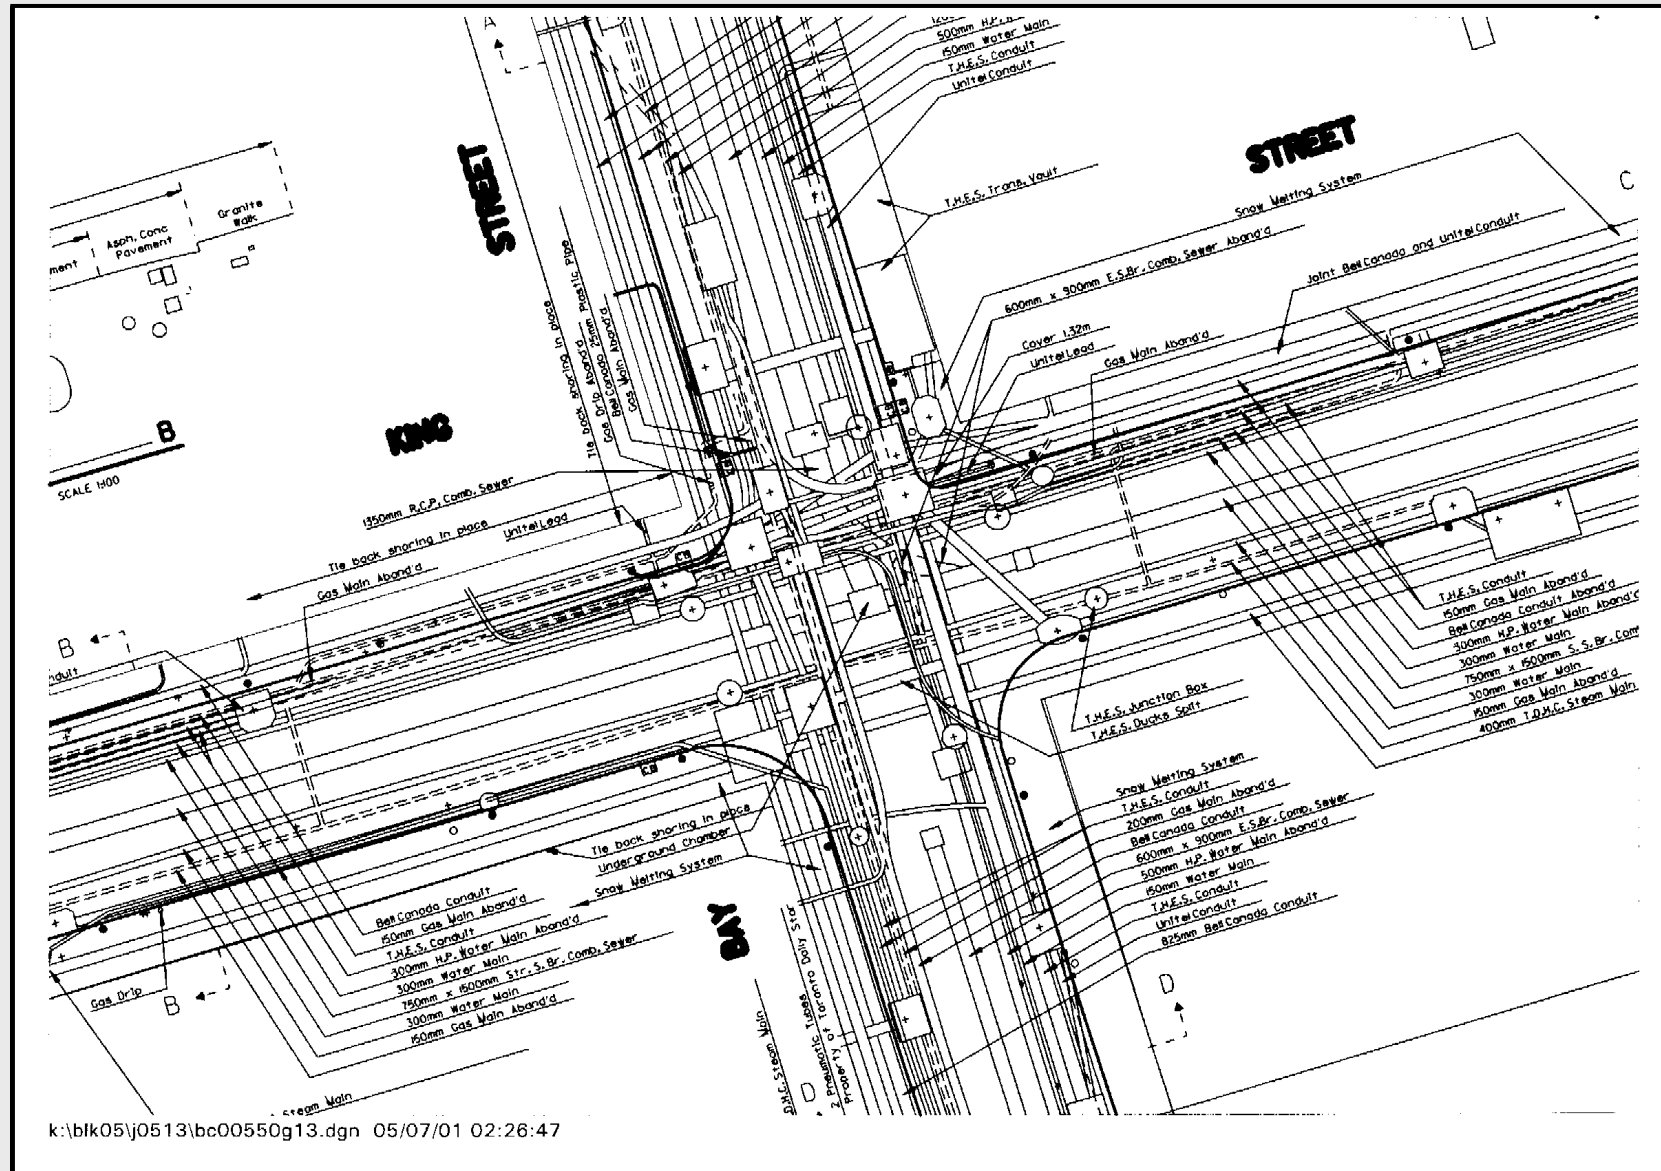 A
500mm H.P.
150mm Water Main
T.H.E.S. Conduit
Unitel Conduit
STREET
STREET
T.H.E.S. Trans. Vault
Snow Melting System
C
Granite
Walk
Asph. Conc
Pavement
ment
Joint Bell Canada and Unitel Conduit
600mm x 900mm E.S.Br. Comb. Sewer Aband'd
Cover 1.32m
Unitel Lead
Gas Main Aband'd
Tie back shoring in place
Gas Drip Aband'd
Bell Canada 25mm Plastic Pipe
Gas Main Aband'd
B
SCALE 1:100
KING
1350mm R.C.P. Comb. Sewer
Tie back shoring in place
Unitel Lead
Gas Main Aband'd
B
nduit
T.H.E.S. Conduit
150mm Gas Main Aband'd
Bell Canada Conduit Aband'd
300mm H.P. Water Main Aband'd
300mm Water Main
750mm x 1500mm S. S. Br. Com
300mm Water Main
150mm Gas Main Aband'd
400mm T.D.H.C. Steam Main
T.H.E.S. Junction Box
T.H.E.S. Ducks Split
Snow Melting System
T.H.E.S. Conduit
200mm Gas Main Aband'd
Bell Canada Conduit
600mm x 900mm E.S.Br. Comb. Sewer
500mm H.P. Water Main Aband'd
150mm Water Main
T.H.E.S. Conduit
Unitel Conduit
825mm Bell Canada Conduit
Tie back shoring in place
Underground Chamber
Snow Melting System
Bell Canada Conduit
150mm Gas Main Aband'd
T.H.E.S. Conduit
300mm H.P. Water Main Aband'd
300mm Water Main
750mm x 1500mm Str. S. Br. Comb. Sewer
300mm Water Main
150mm Gas Main Aband'd
Gas Drip
B
BAY
D.H.C. Steam Main
D
2 Pneumatic Tubes
Property of Toronto Daily Star
D
Steam Main
k:\blk05\j0513\bc00550g13.dgn 05/07/01 02:26:47